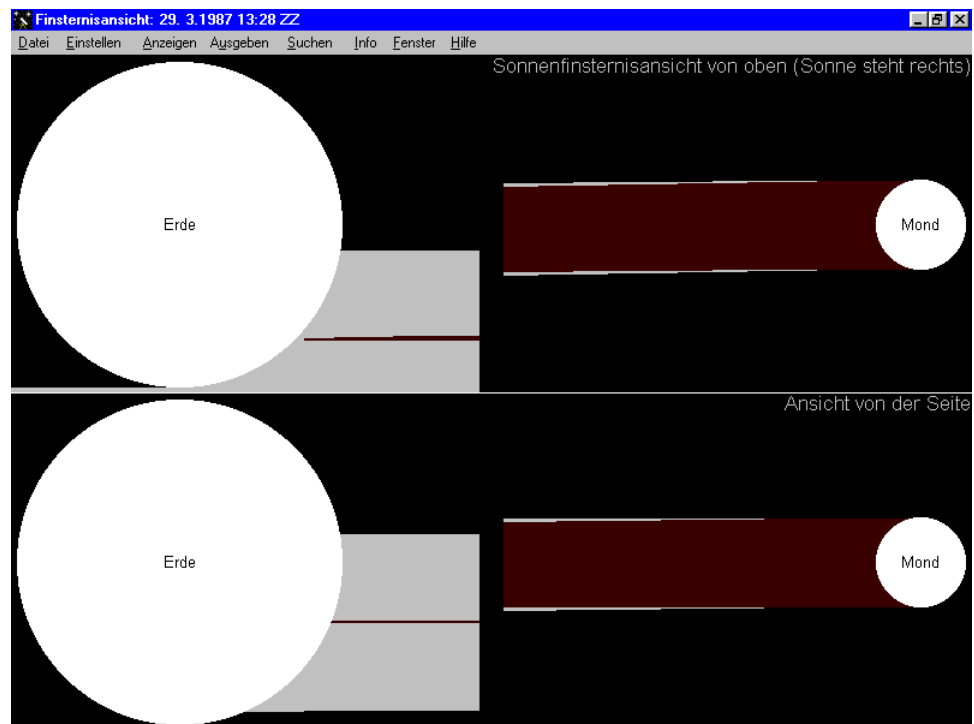 Finsternisansicht: 29. 3.1987 13:28 ZZ
Datei Einstellen Anzeigen Ausgeben Suchen Info Fenster Hilfe
Sonnenfinsternisansicht von oben (Sonne steht rechts)
Erde
Mond
Ansicht von der Seite
Erde
Mond